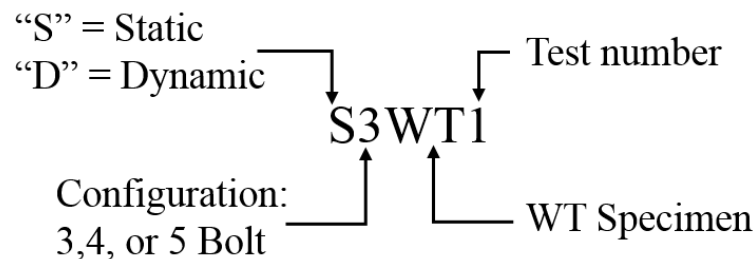 “S” = Static
“D” = Dynamic
Test number
S3WT1
Configuration:
3,4, or 5 Bolt
WT Specimen